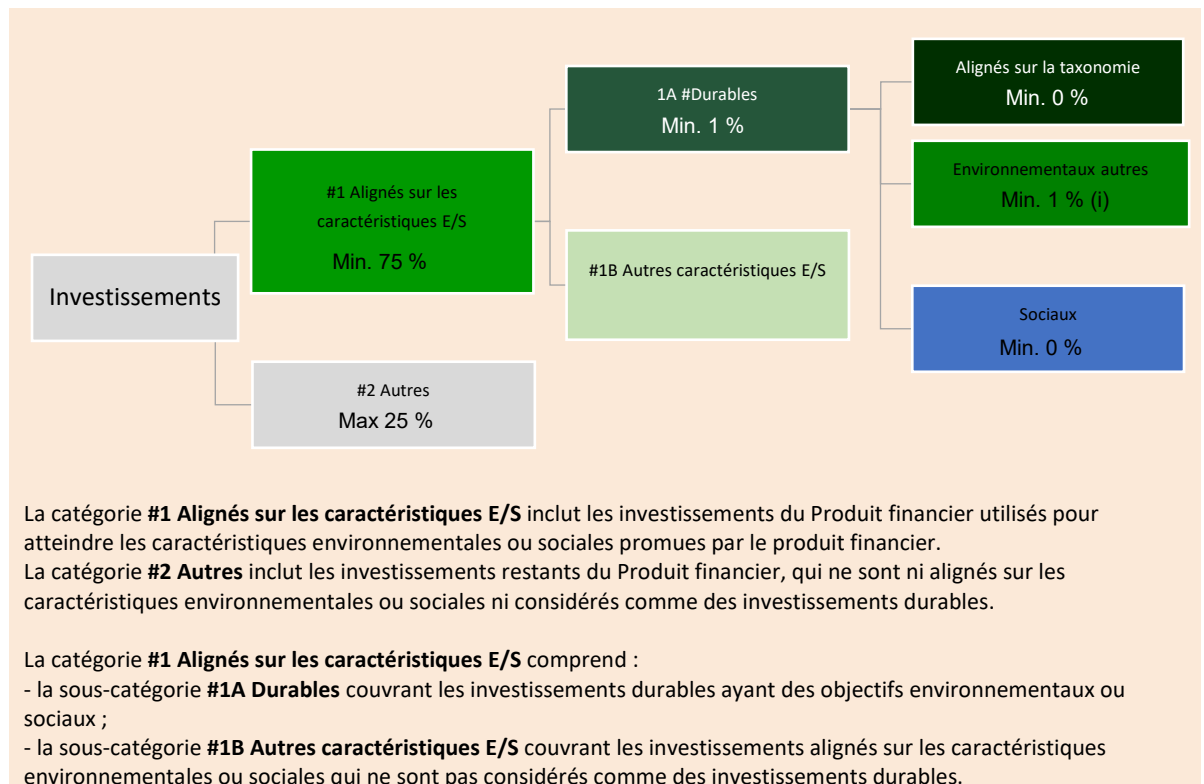 Investissements
#1 Alignés sur les
caractéristiques E/S
Min. 75 %
#2 Autres
Max 25 %
1A #Durables
Min. 1 %
#1B Autres caractéristiques E/S
Alignés sur la taxonomie
Min. 0 %
Environnementaux autres
Min. 1 % (i)
Sociaux
Min. 0 %
La catégorie #1 Alignés sur les caractéristiques E/S inclut les investissements du Produit financier utilisés pour
atteindre les caractéristiques environnementales ou sociales promues par le produit financier.
La catégorie #2 Autres inclut les investissements restants du Produit financier, qui ne sont ni alignés sur les
caractéristiques environnementales ou sociales ni considérés comme des investissements durables.
La catégorie #1 Alignés sur les caractéristiques E/S comprend :
- la sous-catégorie #1A Durables couvrant les investissements durables ayant des objectifs environnementaux ou
sociaux ;
- la sous-catégorie #1B Autres caractéristiques E/S couvrant les investissements alignés sur les caractéristiques
environnementales ou sociales qui ne sont pas considérés comme des investissements durables.